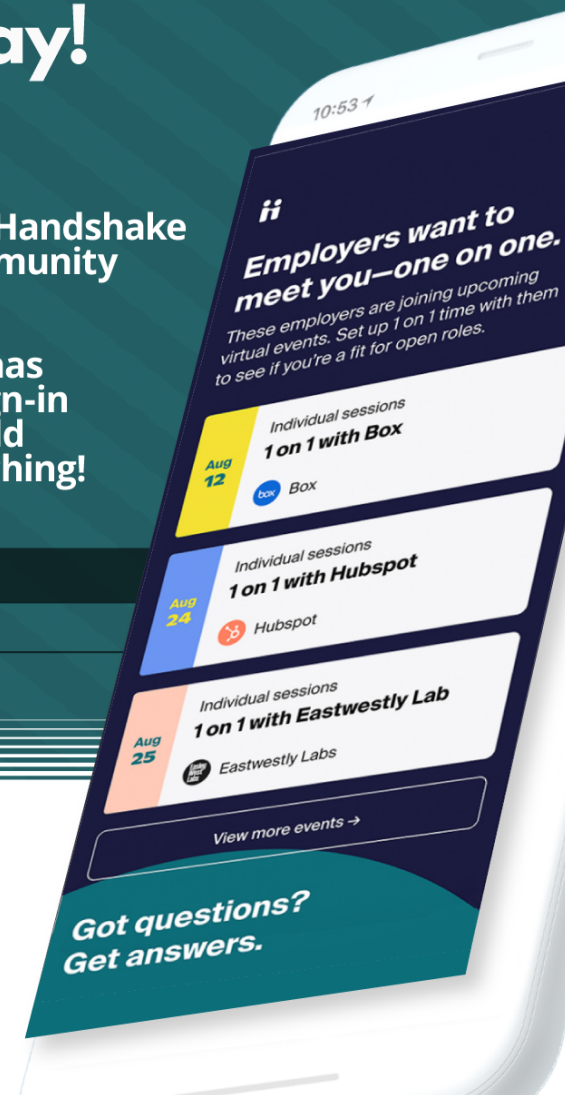 ay!
Handshake
munity
has
n-in
ld
hing!
10:53
Employers want to
meet you—one on one.
These employers are joining upcoming
virtual events. Set up 1 on 1 time with them
to see if you're a fit for open roles.
Aug
12
Individual sessions
1 on 1 with Box
box
Box
Aug
24
Individual sessions
1 on 1 with Hubspot
Hubspot
Aug
25
Individual sessions
1 on 1 with Eastwestly Lab
Eastwestly Labs
View more events →
Got questions?
Get answers.